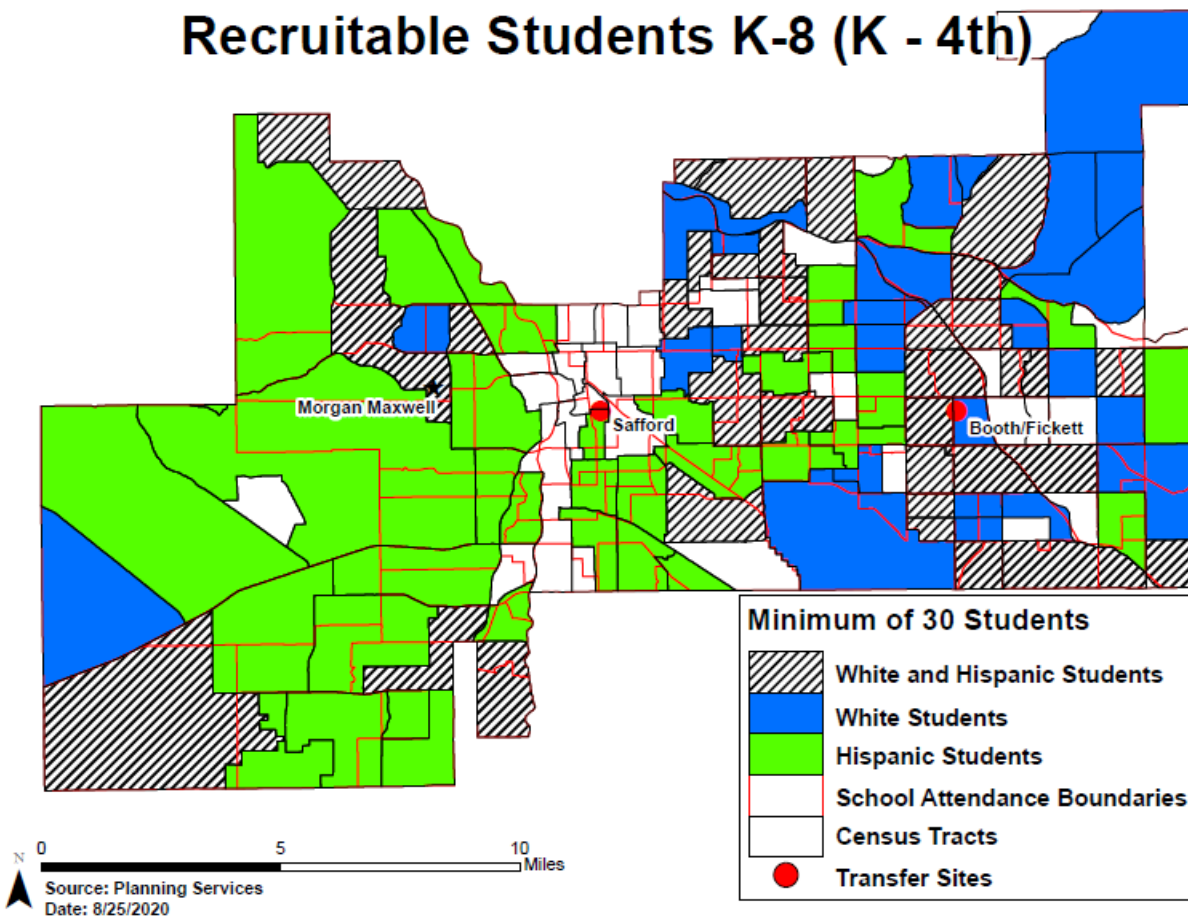 Recruitable Students K-8 (K - 4th)
Morgan Maxwell
Safford
Booth/Fickett
Minimum of 30 Students
White and Hispanic Students
White Students
Hispanic Students
School Attendance Boundaries
Census Tracts
Transfer Sites
N
0 5 10
Miles
Source: Planning Services
Date: 8/25/2020